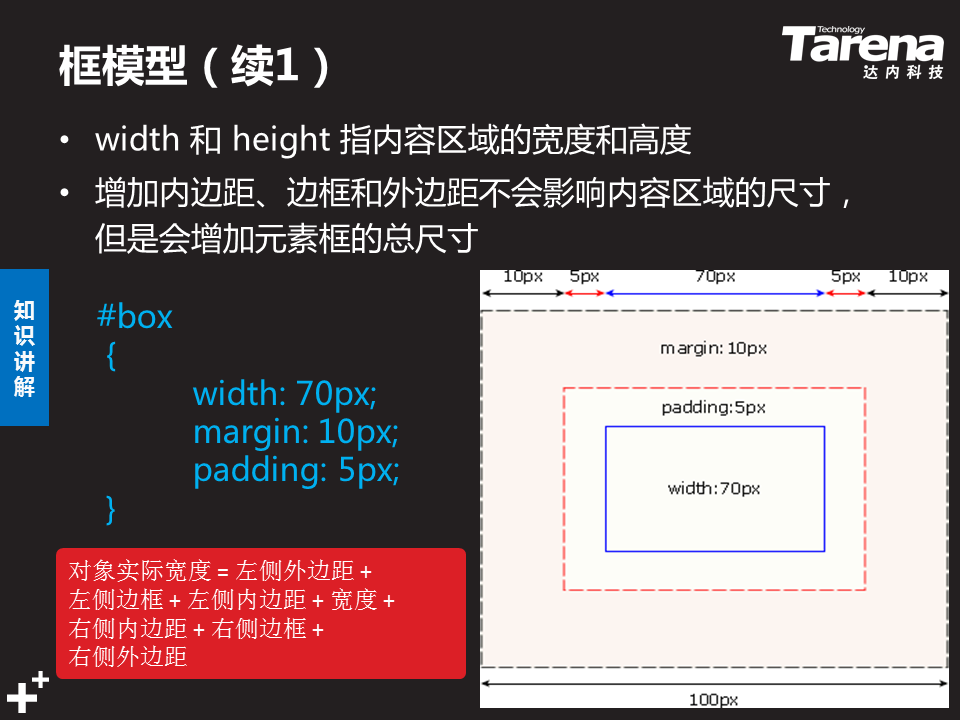 框模型（续1）
Technology
Tarena
达内科技
• width 和 height 指内容区域的宽度和高度
• 增加内边距、边框和外边距不会影响内容区域的尺寸，
但是会增加元素框的总尺寸
知
识
讲
解
#box
{
width: 70px;
margin: 10px;
padding: 5px;
}
对象实际宽度 = 左侧外边距 +
左侧边框 + 左侧内边距 + 宽度 +
右侧内边距 + 右侧边框 +
右侧外边距
10px 5px 70px 5px 10px
margin: 10px
padding:5px
width:70px
100px